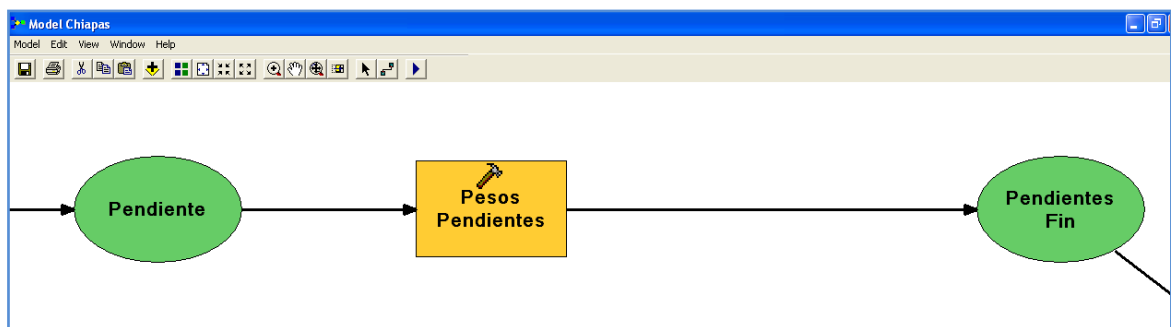 Model Chiapas
Model Edit View Window Help
Pendiente
Pesos
Pendientes
Pendientes
Fin